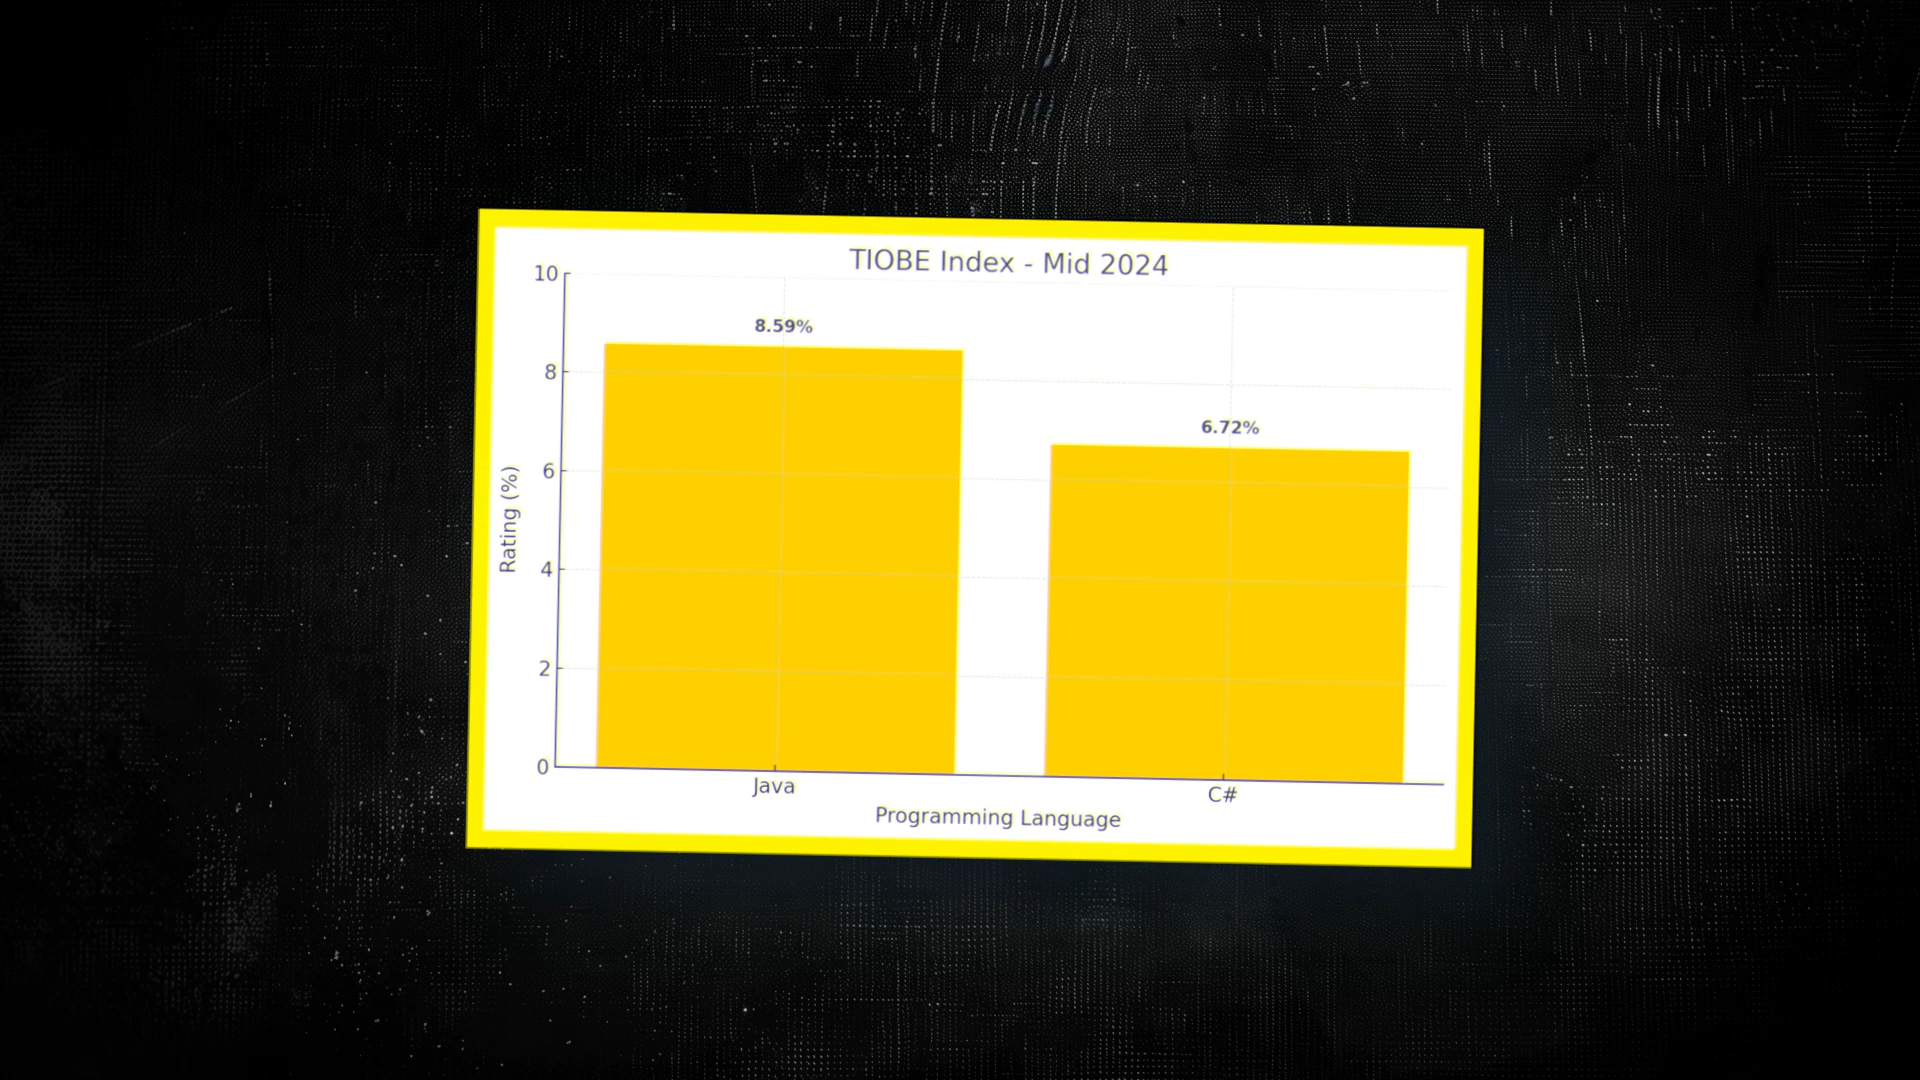 TIOBE Index - Mid 2024
10
8.59%
8
6.72%
6
Rating (%)
4
2
0
Java
C#
Programming Language